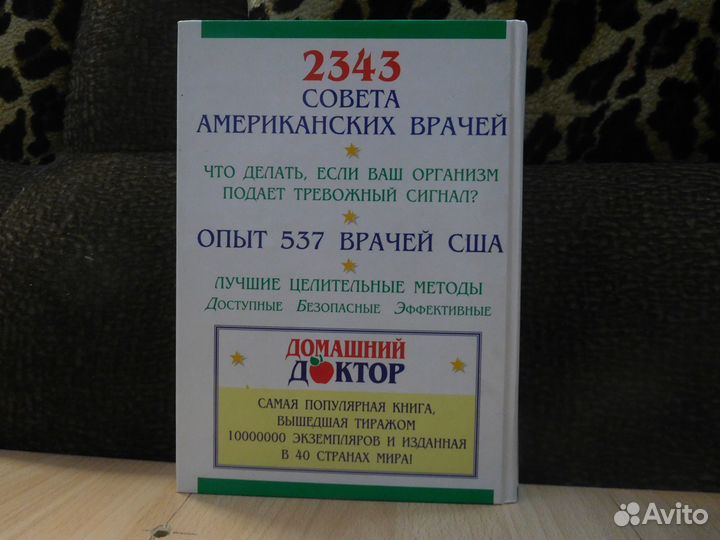 2343
СОВЕТА
АМЕРИКАНСКИХ ВРАЧЕЙ
ЧТО ДЕЛАТЬ, ЕСЛИ ВАШ ОРГАНИЗМ
ПОДАЕТ ТРЕВОЖНЫЙ СИГНАЛ?
ОПЫТ 537 ВРАЧЕЙ США
ЛУЧШИЕ ЦЕЛИТЕЛЬНЫЕ МЕТОДЫ
ДОСТУПНЫЕ БЕЗОПАСНЫЕ ЭФФЕКТИВНЫЕ
ДОМАШНИЙ
ДОКТОР
САМАЯ ПОПУЛЯРНАЯ КНИГА,
ВЫШЕДШАЯ ТИРАЖОМ
10000000 ЭКЗЕМПЛЯРОВ И ИЗДАННАЯ
В 40 СТРАНАХ МИРА!
Avito